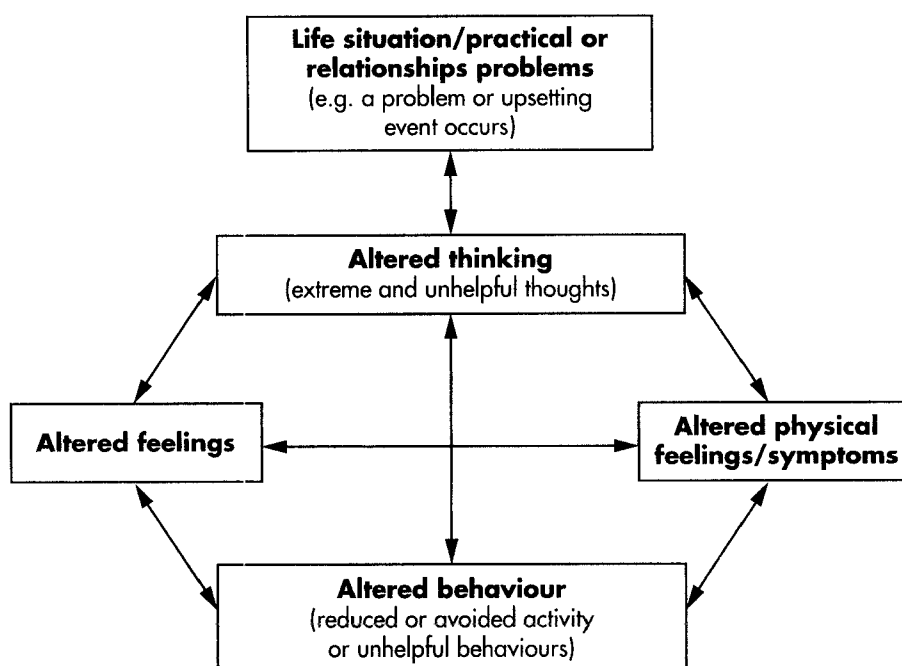 Life situation/practical or
relationships problems
(e.g. a problem or upsetting
event occurs)
Altered thinking
(extreme and unhelpful thoughts)
Altered feelings
Altered physical
feelings/symptoms
Altered behaviour
(reduced or avoided activity
or unhelpful behaviours)